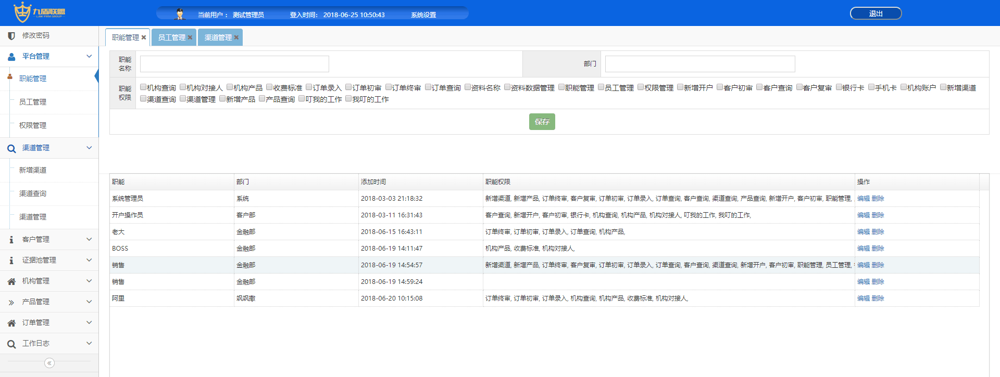 九盾联盟
LAW FIRM GROUP
当前用户： 测试管理员 登入时间： 2018-06-25 10:50:43 系统设置
退出
修改密码
平台管理
职能管理
员工管理
权限管理
渠道管理
新增渠道
渠道查询
渠道管理
客户管理
证据池管理
机构管理
产品管理
订单管理
工作日志
职能管理 员工管理 渠道管理
职能名称 部门
职能权限
机构查询 机构对接人 机构产品 收费标准 订单录入 订单初审 订单终审 订单查询 资料名称 资料数据管理 职能管理 员工管理 权限管理 新增开户 客户初审 客户查询 客户复审 银行卡 手机卡 机构账户 新增渠道
渠道查询 渠道管理 新增产品 产品查询 叮我的工作 我叮的工作
保存
职能 部门 添加时间 职能权限 操作
系统管理员 系统 2018-03-03 21:18:32 新增渠道, 新增产品, 订单终审, 客户复审, 订单初审, 订单录入, 订单查询, 客户查询, 渠道查询, 产品查询, 新增开户, 客户初审, 职能管理, 编辑 删除
开户操作员 客户部 2018-03-11 16:31:43 客户查询, 新增开户, 客户初审, 银行卡, 机构查询, 机构产品, 机构对接人, 叮我的工作, 我叮的工作, 编辑 删除
老大 金融部 2018-06-15 16:43:11 订单终审, 订单初审, 订单录入, 订单查询, 机构产品, 编辑 删除
BOSS 金融部 2018-06-19 14:11:47 机构产品, 收费标准, 机构对接人, 编辑 删除
销售 金融部 2018-06-19 14:54:57 新增渠道, 新增产品, 订单终审, 客户复审, 订单初审, 订单录入, 订单查询, 客户查询, 渠道查询, 新增开户, 客户初审, 职能管理, 员工管理, 编辑 删除
销售 金融部 2018-06-19 14:59:24 编辑 删除
阿里 飒飒撒 2018-06-20 10:15:08 订单终审, 订单初审, 订单录入, 机构查询, 机构产品, 收费标准, 机构对接人, 编辑 删除